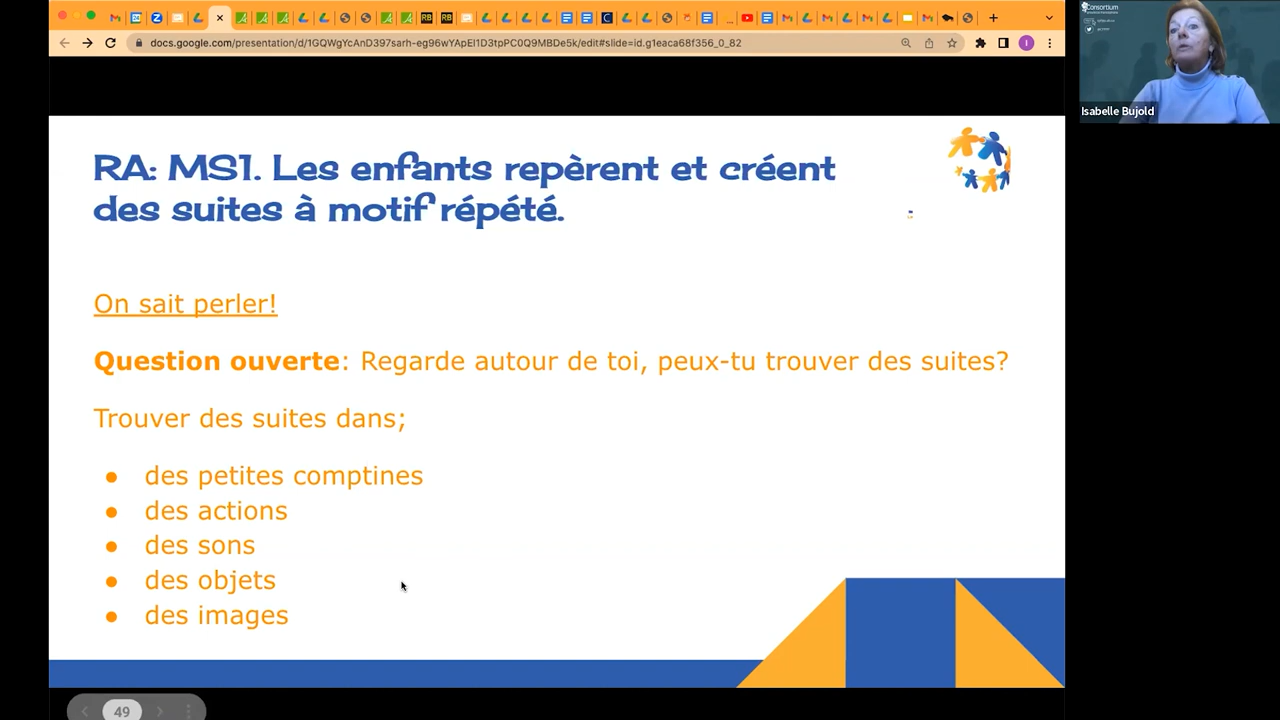 docs.google.com/presentation/d/1GQWgYcAnD397sarh-eg96wYApEI1D3tpPC0Q9MBDe5k/edit#slide=id.g1eaca68f356_0_82
Consortium
Isabelle Bujold
RA: MS1. Les enfants repèrent et créent
des suites à motif répété.
On sait perler!
Question ouverte: Regarde autour de toi, peux-tu trouver des suites?
Trouver des suites dans;
● des petites comptines
● des actions
● des sons
● des objets
● des images
49